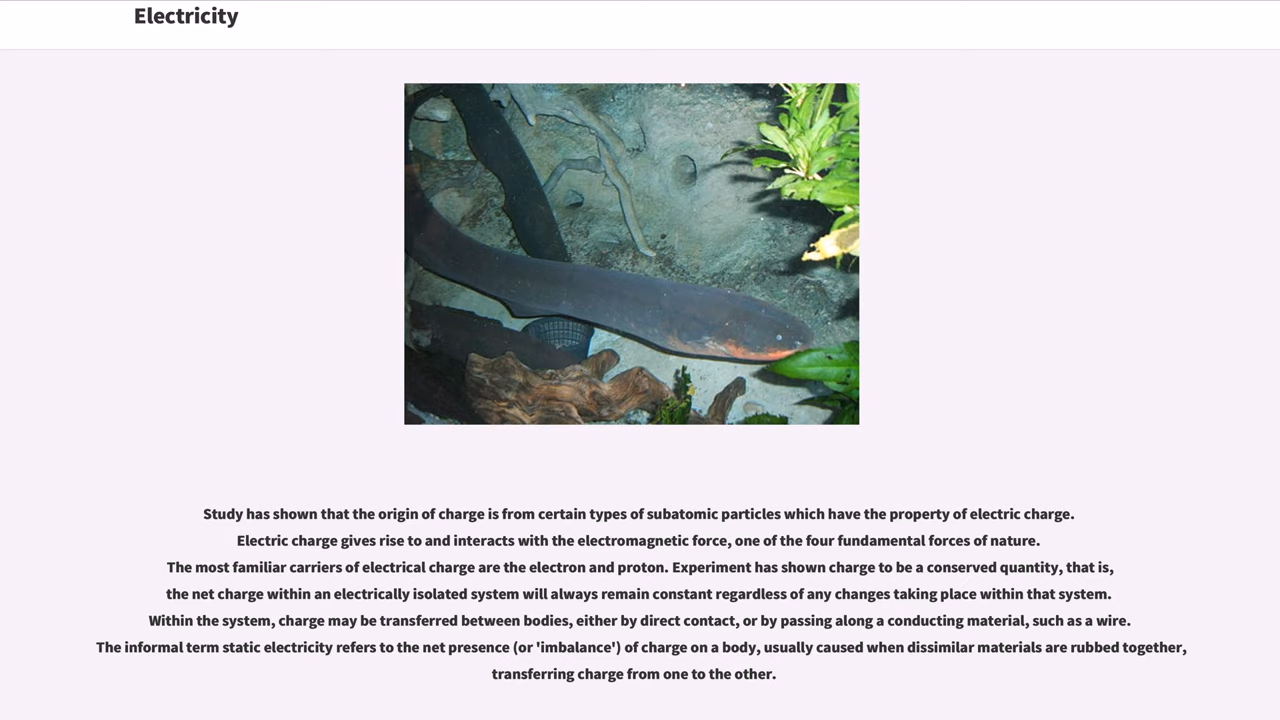 Electricity
Study has shown that the origin of charge is from certain types of subatomic particles which have the property of electric charge.
Electric charge gives rise to and interacts with the electromagnetic force, one of the four fundamental forces of nature.
The most familiar carriers of electrical charge are the electron and proton. Experiment has shown charge to be a conserved quantity, that is,
the net charge within an electrically isolated system will always remain constant regardless of any changes taking place within that system.
Within the system, charge may be transferred between bodies, either by direct contact, or by passing along a conducting material, such as a wire.
The informal term static electricity refers to the net presence (or 'imbalance') of charge on a body, usually caused when dissimilar materials are rubbed together,
transferring charge from one to the other.